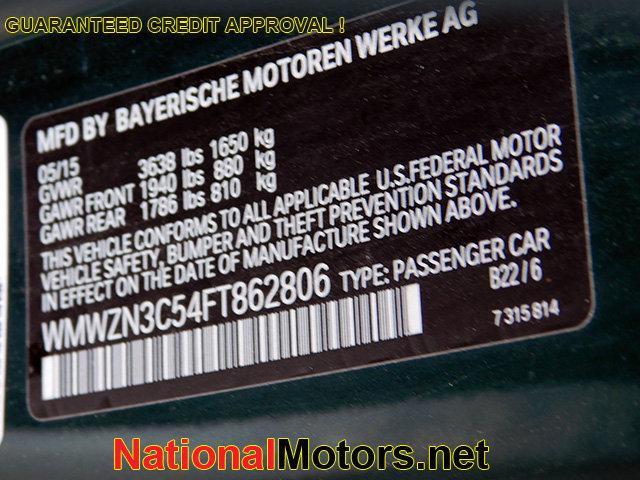 GUARANTEED CREDIT APPROVAL !
MFD BY BAYERISCHE MOTOREN WERKE AG
05/15
GVWR 3638 lbs 1650 kg
GAWR FRONT 1940 lbs 880 kg
GAWR REAR 1786 lbs 810 kg
THIS VEHICLE CONFORMS TO ALL APPLICABLE U.S.FEDERAL MOTOR
VEHICLE SAFETY, BUMPER AND THEFT PREVENTION STANDARDS
IN EFFECT ON THE DATE OF MANUFACTURE SHOWN ABOVE.
WMWZN3C54FT862806 TYPE: PASSENGER CAR
B22/6
7315814
NationalMotors.net